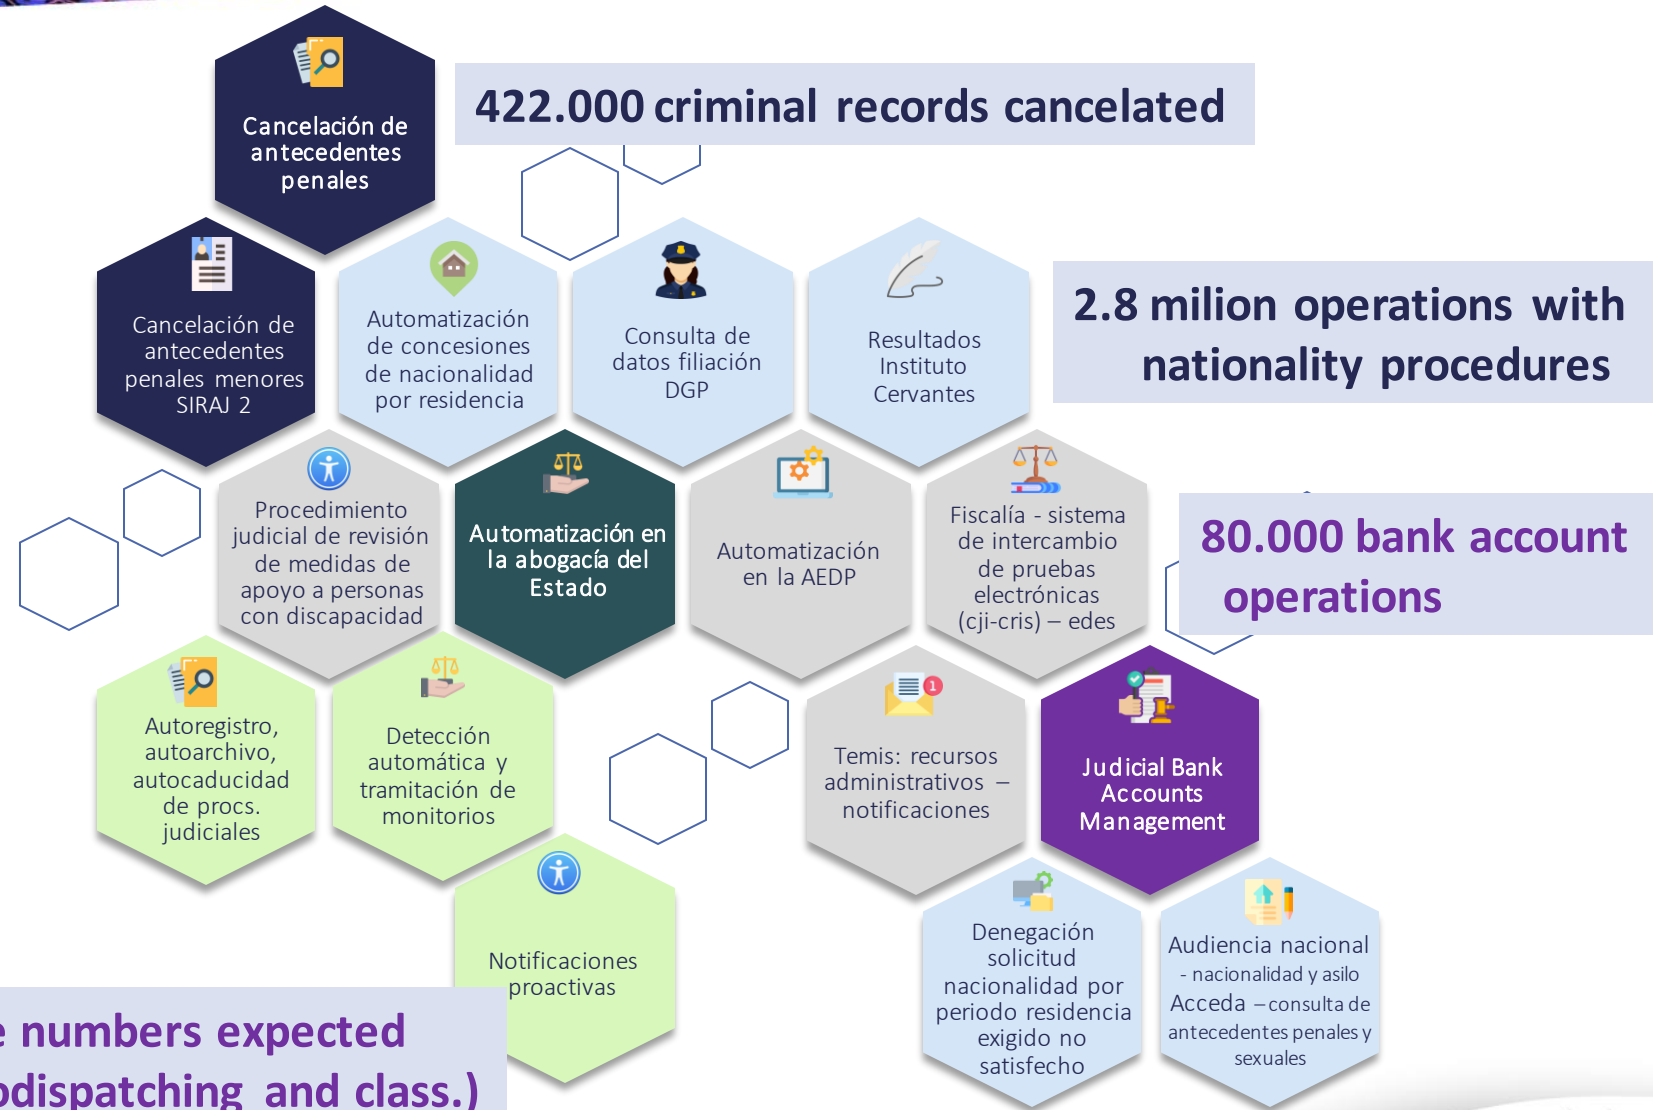 Cancelación de
antecedentes
penales
422.000 criminal records cancelated
Cancelación de
antecedentes
penales menores
SIRAJ 2
Automatización
de concesiones
de nacionalidad
por residencia
Consulta de
datos filiación
DGP
Resultados
Instituto
Cervantes
2.8 milion operations with
nationality procedures
Procedimiento
judicial de revisión
de medidas de
apoyo a personas
con discapacidad
Automatización en
la abogacía del
Estado
Automatización
en la AEDP
Fiscalía - sistema
de intercambio
de pruebas
electrónicas
(cji-cris) – edes
80.000 bank account
operations
Autoregistro,
autoarchivo,
autocaducidad
de procs.
judiciales
Detección
automática y
tramitación de
monitorios
1
Temis: recursos
administrativos –
notificaciones
Judicial Bank
Accounts
Management
Notificaciones
proactivas
Denegación
solicitud
nacionalidad por
periodo residencia
exigido no
satisfecho
Audiencia nacional
- nacionalidad y asilo
Acceda – consulta de
antecedentes penales y
sexuales
numbers expected
odispatching and class.)